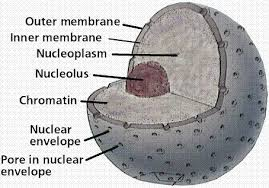 Outer membrane
Inner membrane
Nucleoplasm
Nucleolus
Chromatin
Nuclear
envelope
Pore in nuclear
envelope